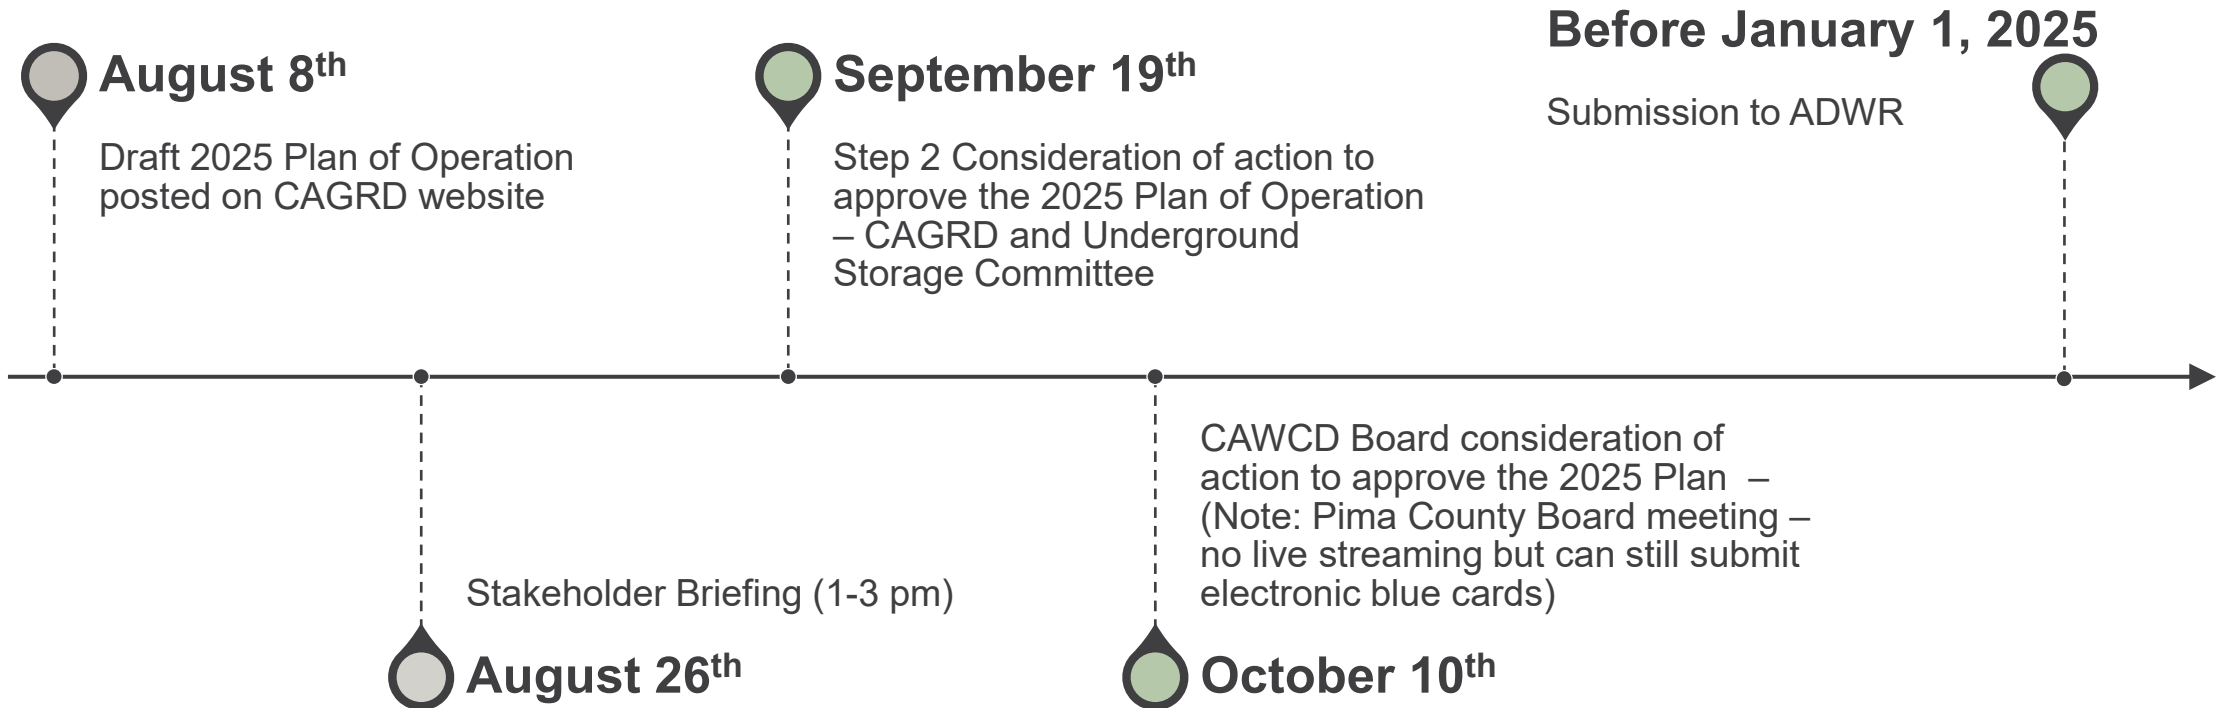 August 8th
Draft 2025 Plan of Operation
posted on CAGRD website
Stakeholder Briefing (1-3 pm)
August 26th
September 19th
Step 2 Consideration of action to
approve the 2025 Plan of Operation
– CAGRD and Underground
Storage Committee
CAWCD Board consideration of
action to approve the 2025 Plan –
(Note: Pima County Board meeting –
no live streaming but can still submit
electronic blue cards)
October 10th
Before January 1, 2025
Submission to ADWR